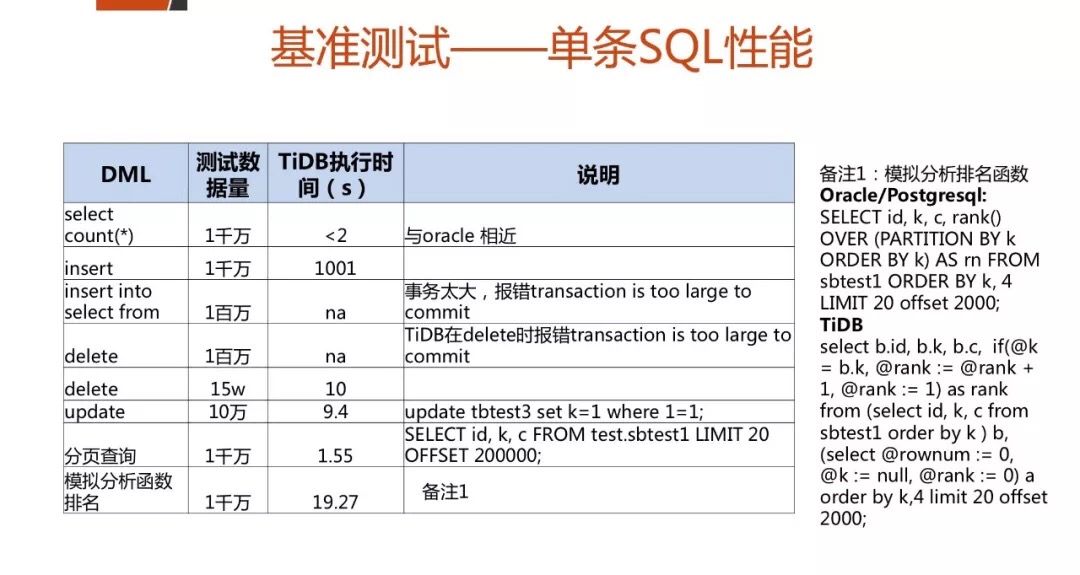 基准测试——单条SQL性能
DML
测试数
据量
TiDB执行时
间（s）
说明
select
count(*)
1千万
<2
与oracle 相近
insert
1千万
1001
insert into
select from
1百万
na
事务太大，报错transaction is too large to
commit
delete
1百万
na
TiDB在delete时报错transaction is too large to
commit
delete
15w
10
update
10万
9.4
update tbtest3 set k=1 where 1=1;
分页查询
1千万
1.55
SELECT id, k, c FROM test.sbtest1 LIMIT 20
OFFSET 200000;
模拟分析函数
排名
1千万
19.27
备注1
备注1：模拟分析排名函数
Oracle/Postgresql:
SELECT id, k, c, rank()
OVER (PARTITION BY k
ORDER BY k) AS rn FROM
sbtest1 ORDER BY k, 4
LIMIT 20 offset 2000;
TiDB
select b.id, b.k, b.c,  if(@k
= b.k, @rank := @rank +
1, @rank := 1) as rank
from (select id, k, c from
sbtest1 order by k ) b,
(select @rownum := 0,
@k := null, @rank := 0) a
order by k,4 limit 20 offset
2000;